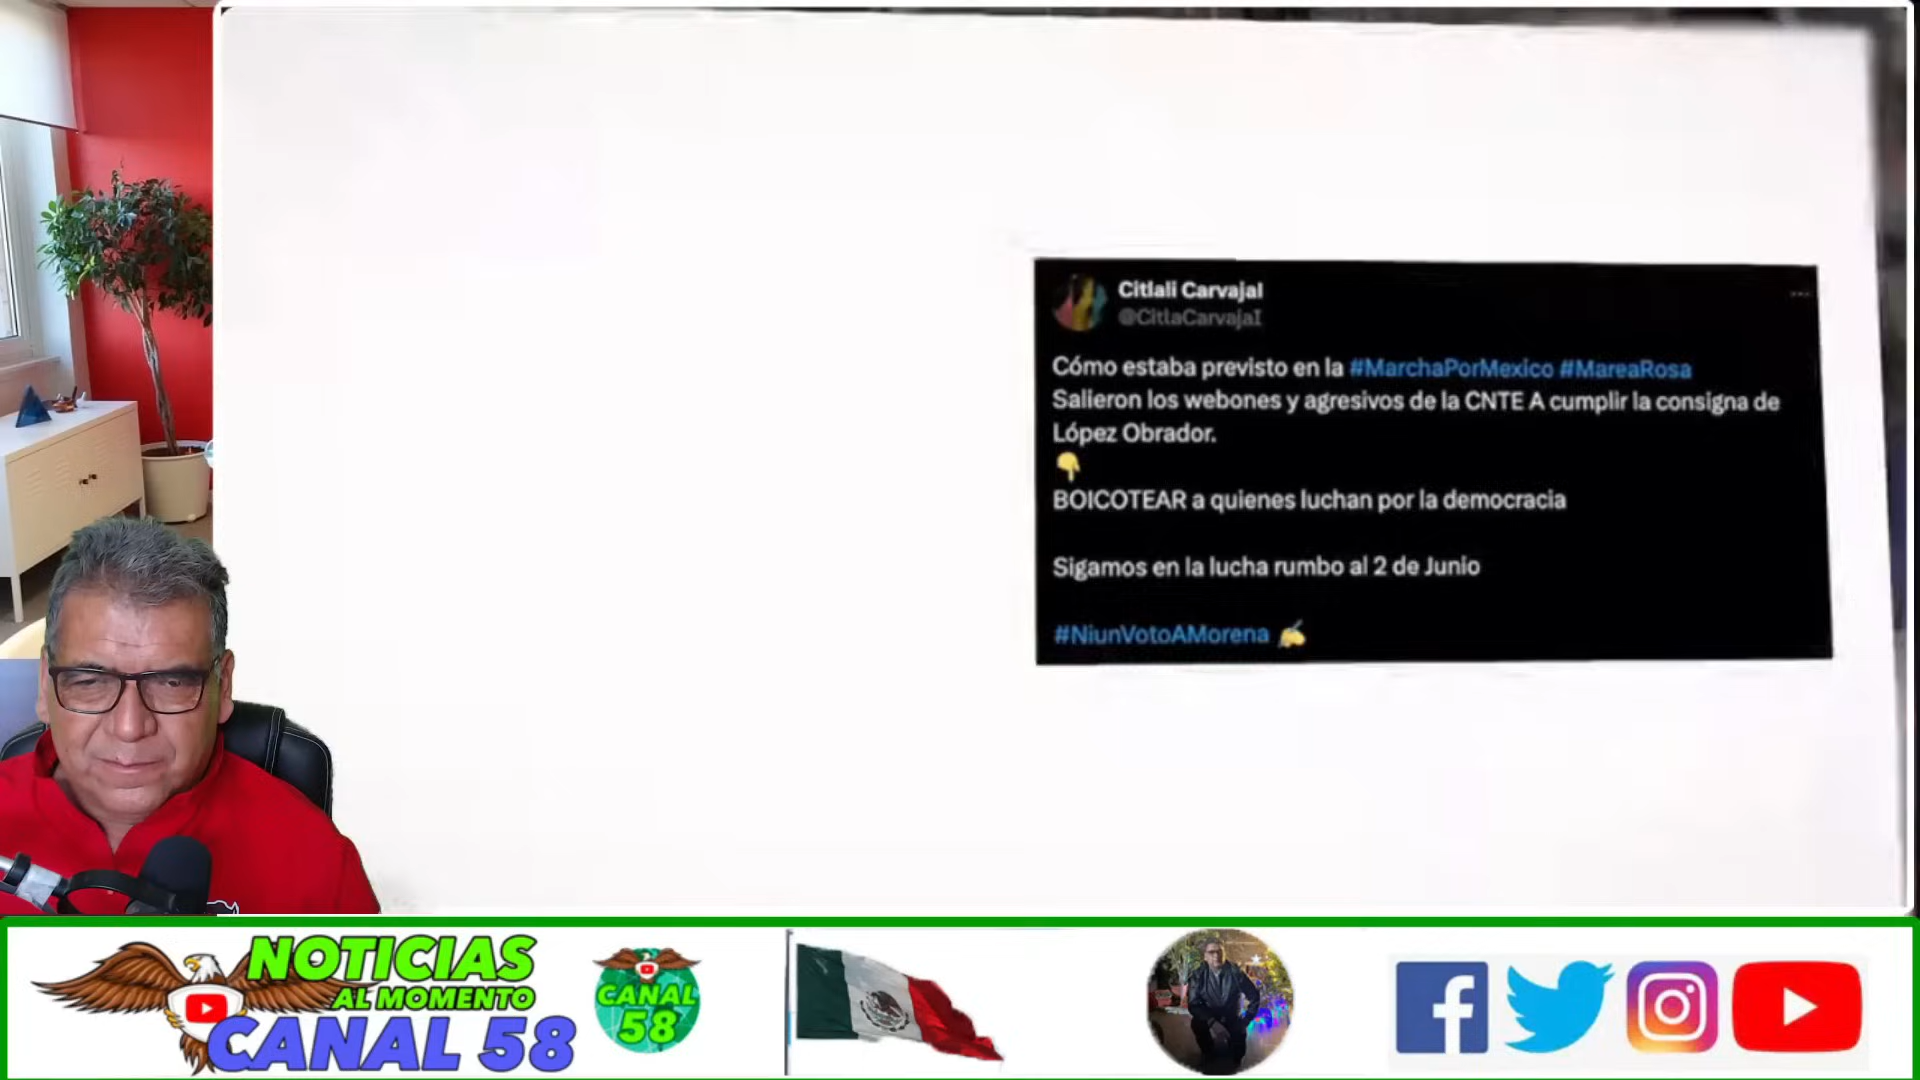 Citlali Carvajal
@CitlaCarvajaI
Cómo estaba previsto en la #MarchaPorMexico #MareaRosa
Salieron los webones y agresivos de la CNTE A cumplir la consigna de
López Obrador.
👇
BOICOTEAR a quienes luchan por la democracia
Sigamos en la lucha rumbo al 2 de Junio
#NiunVotoAMorena ✍️
NOTICIAS
AL MOMENTO
CANAL 58
CANAL
58